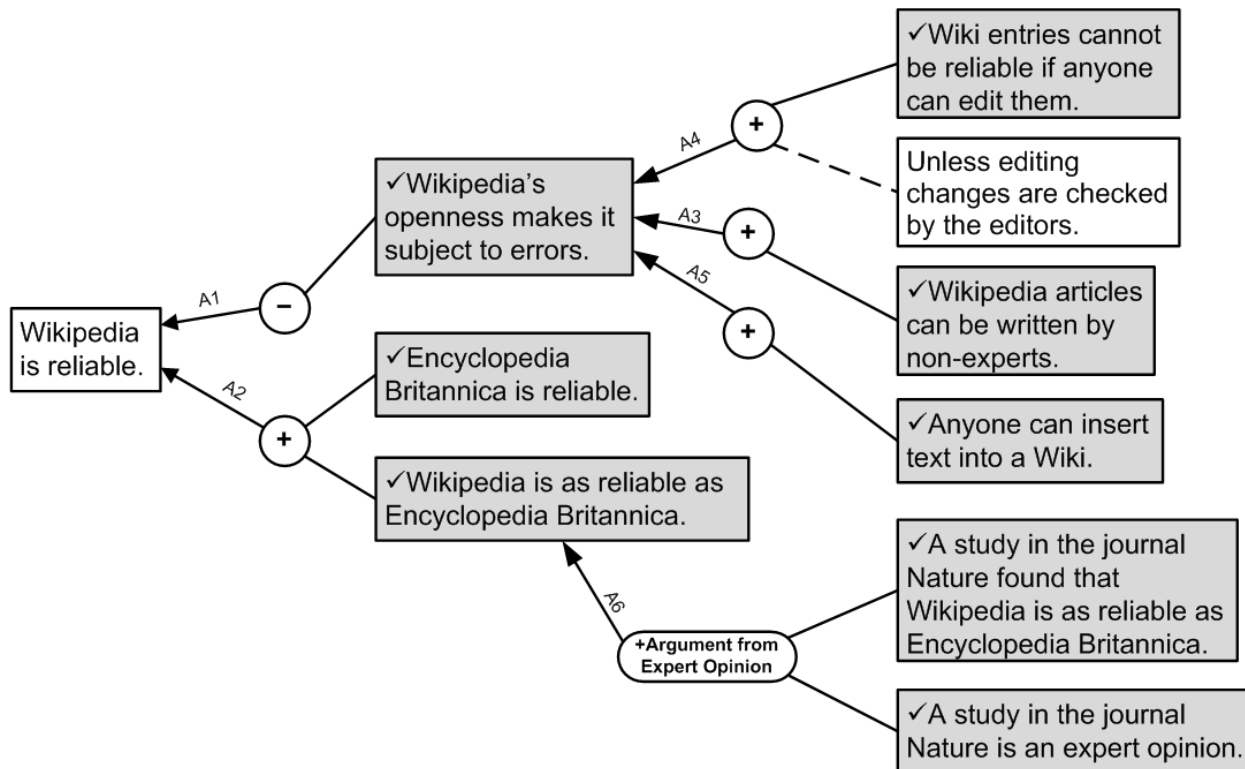 ✓Wiki entries cannot
be reliable if anyone
can edit them.
+
A4
Unless editing
changes are checked
by the editors.
✓Wikipedia's
openness makes it
subject to errors.
A3
+
A5
✓Wikipedia articles
can be written by
non-experts.
A1
−
+
Wikipedia
is reliable.
✓Encyclopedia
Britannica is reliable.
A2
+
✓Anyone can insert
text into a Wiki.
✓Wikipedia is as reliable as
Encyclopedia Britannica.
A6
✓A study in the journal
Nature found that
Wikipedia is as reliable as
Encyclopedia Britannica.
+Argument from
Expert Opinion
✓A study in the journal
Nature is an expert opinion.